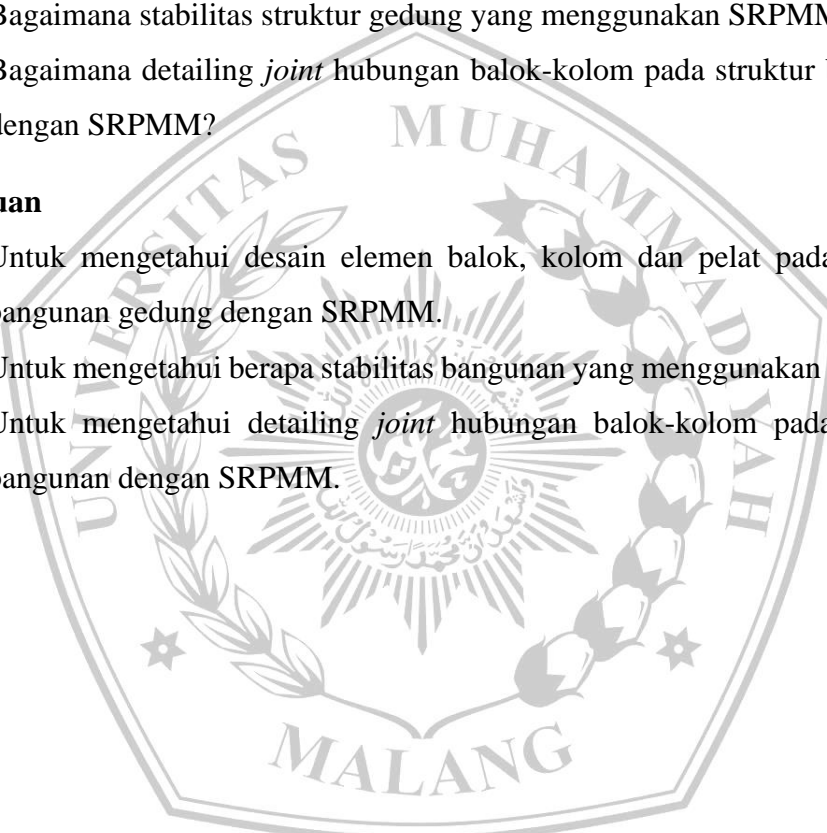 Bagaimana stabilitas struktur gedung yang menggunakan SRPMM
Bagaimana detailing joint hubungan balok-kolom pada struktur
dengan SRPMM?
uan
Untuk mengetahui desain elemen balok, kolom dan pelat pada
bangunan gedung dengan SRPMM.
Untuk mengetahui berapa stabilitas bangunan yang menggunakan
Untuk mengetahui detailing joint hubungan balok-kolom pada
bangunan dengan SRPMM.
UNIVERSITAS MUHAMMADIYAH
MALANG